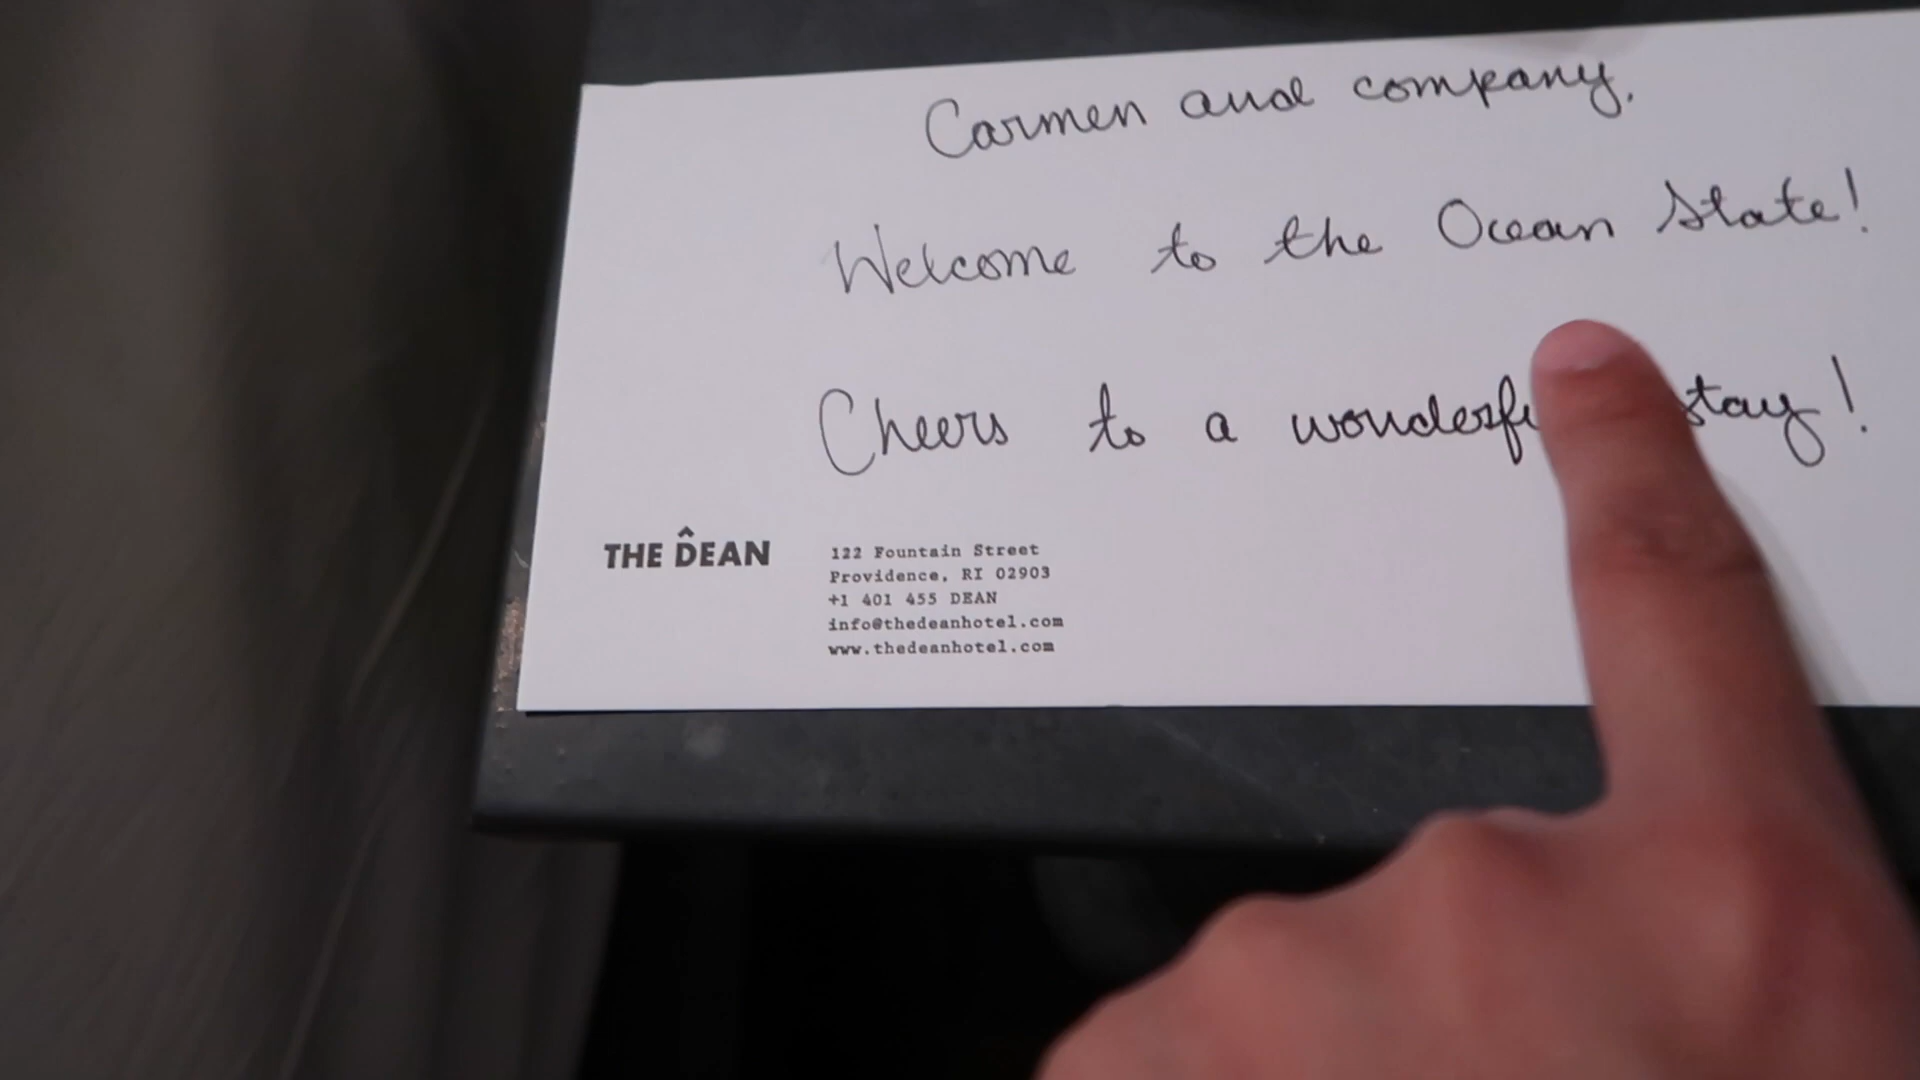 Carmen and company,
Welcome to the Ocean State!
Cheers to a stay!
THE DEAN
122 Fountain Street
Providence, RI 02903
+1 401 455 DEAN
info@thedeanhotel.com
www.thedeanhotel.com